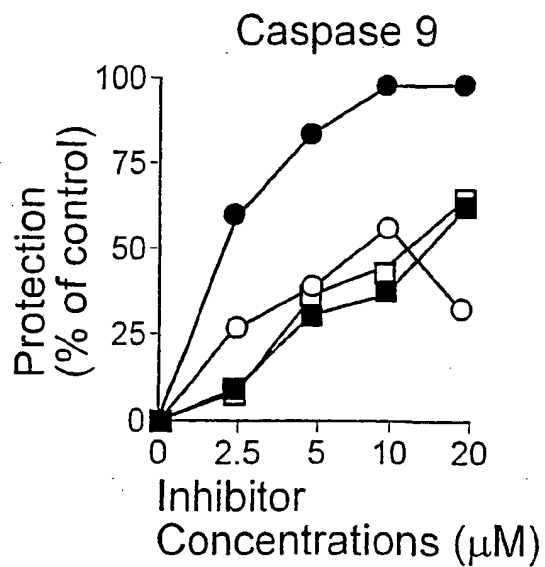 Caspase 9
Protection
(% of control)
100
75
50
25
0
0 2.5 5 10 20
Inhibitor
Concentrations (μM)